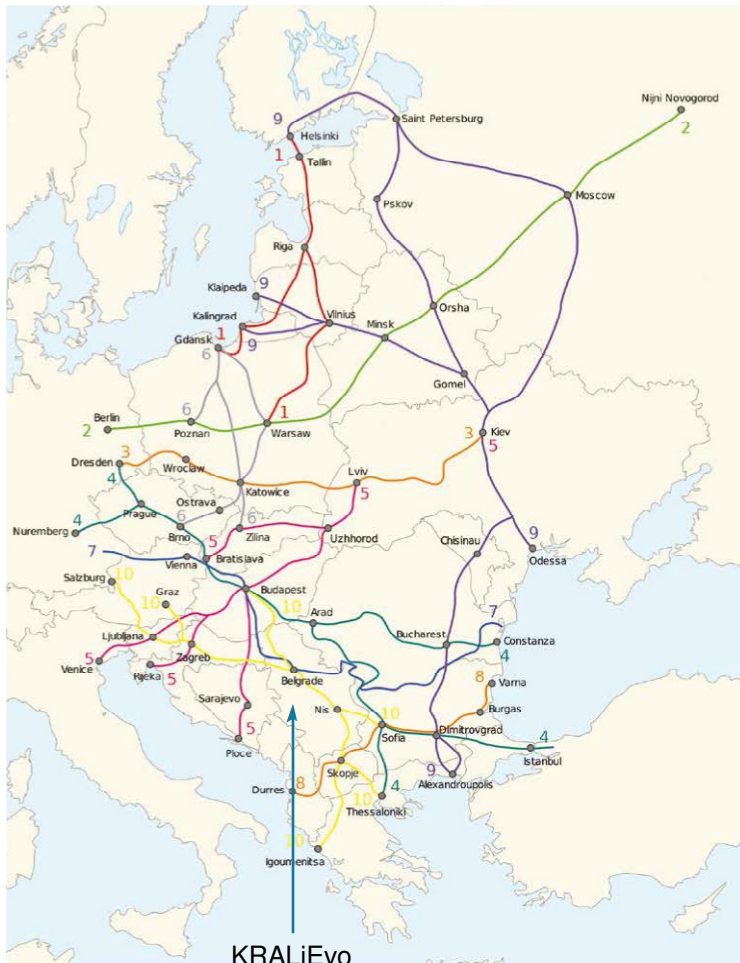 Nijni Novogorod
2
9
Saint Petersburg
Helsinki
1
Tallin
Moscow
Pskov
Riga
Klaipeda
9
Orsha
Kalingrad
Vilnius
Minsk
1
Gdansk
6
9
Gomel
Berlin
6
1
2
Poznan
Warsaw
3
Kiev
5
Dresden
3
Wroclaw
Lviv
4
Katowice
5
Ostrava
4
Prague
6
6
Nuremberg
Brno
Zilina
Uzhhorod
Chisinau
9
5
Odessa
7
Vienna
Bratislava
Salzburg
10
Graz
Budapest
10
10
Arad
7
Ljubljana
Bucharest
Constanza
4
Venice
5
Zagreb
Rjeka
5
Belgrade
8
Varna
Sarajevo
Nis
10
Burgas
5
Sofia
Dimitrovgrad
4
Ploce
Istanbul
Skopje
9
Durres
8
Alexandroupolis
10
4
Thessaloniki
10
Igoumenitsa
KRALiEvo